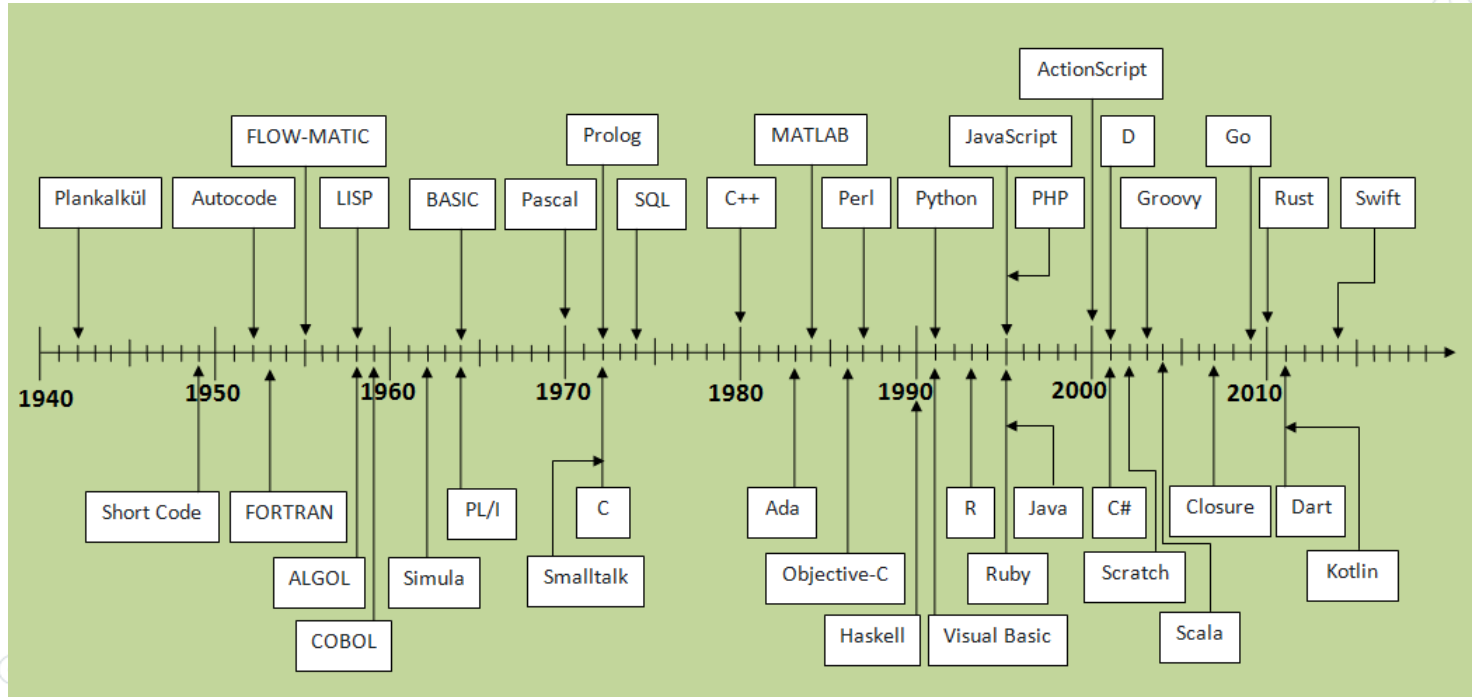 ActionScript
FLOW-MATIC
Prolog
MATLAB
JavaScript
D
Go
Plankalkül
Autocode
LISP
BASIC
Pascal
SQL
C++
Perl
Python
PHP
Groovy
Rust
Swift
1940
1950
1960
1970
1980
1990
2000
2010
Short Code
FORTRAN
PL/I
C
Ada
R
Java
C#
Closure
Dart
ALGOL
Simula
Smalltalk
Objective-C
Ruby
Scratch
Kotlin
COBOL
Haskell
Visual Basic
Scala